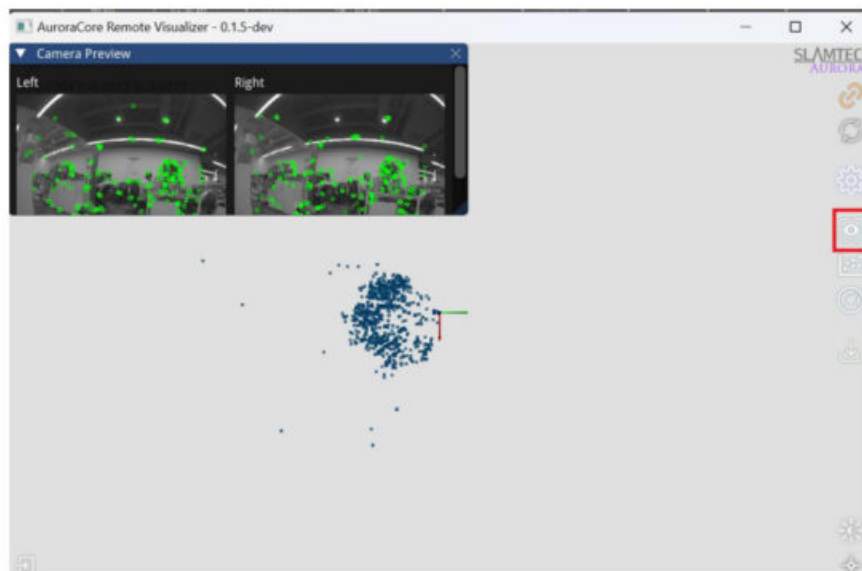 AuroraCore Remote Visualizer - 0.1.5-dev
Camera Preview
Left
Right
SLAMTEC
AURORA